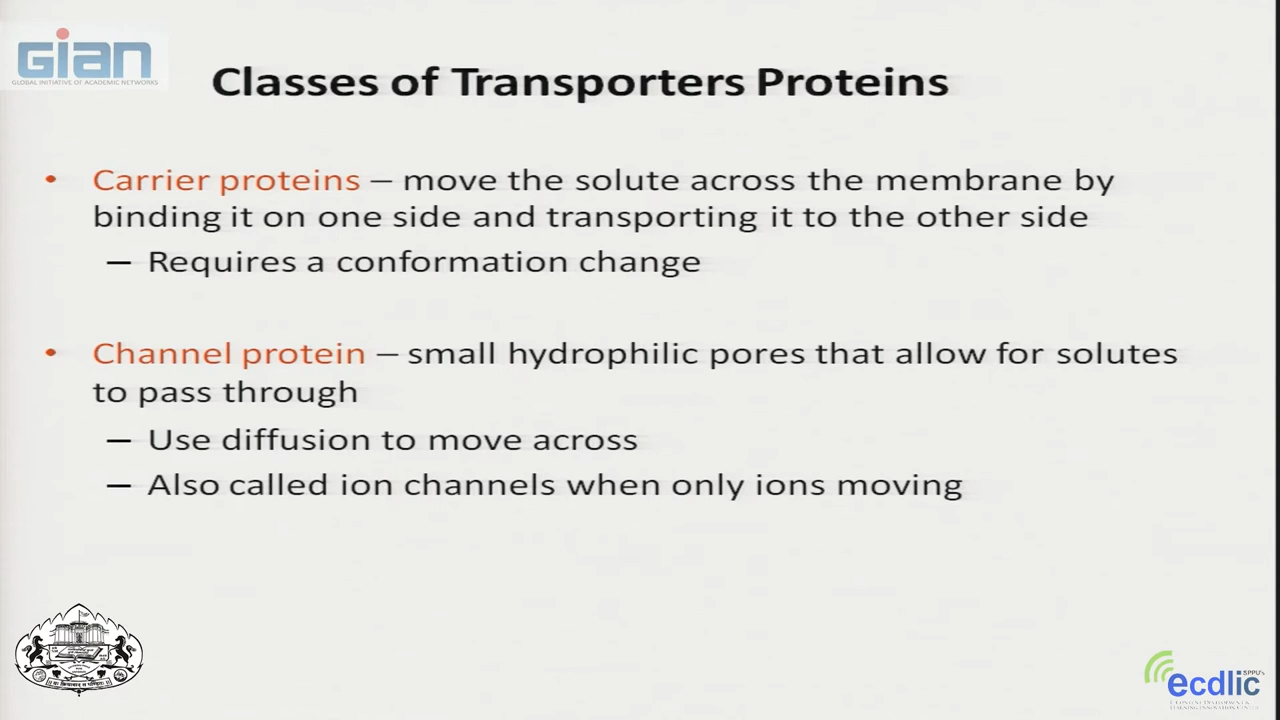 GIAN
GLOBAL INITIATIVE OF ACADEMIC NETWORKS
Classes of Transporters Proteins
• Carrier proteins – move the solute across the membrane by
binding it on one side and transporting it to the other side
– Requires a conformation change
• Channel protein – small hydrophilic pores that allow for solutes
to pass through
– Use diffusion to move across
– Also called ion channels when only ions moving
SPPU's
ecdlic